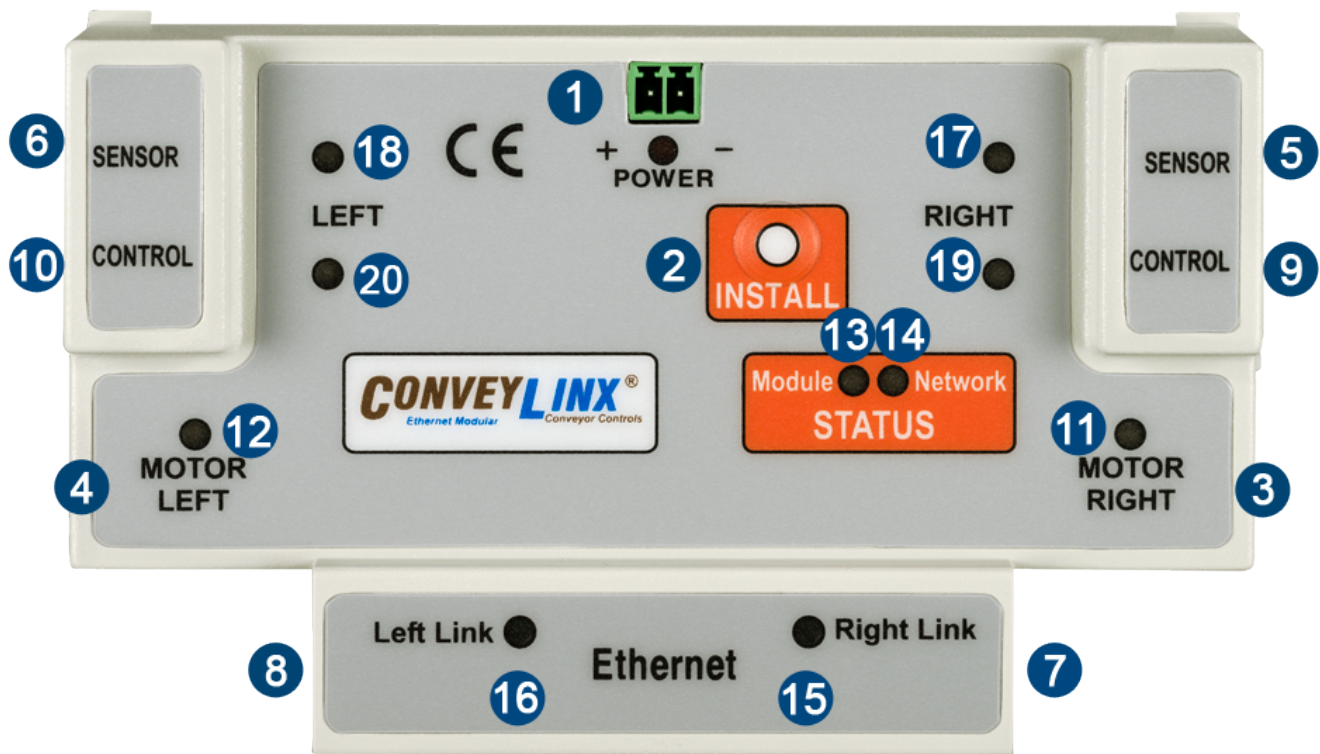 1
6
SENSOR
18
CE
+ −
POWER
17
SENSOR
5
LEFT
RIGHT
10
CONTROL
20
2
INSTALL
19
CONTROL
9
13
14
CONVEYLINX®
Ethernet Modular Conveyor Controls
Module
Network
STATUS
12
MOTOR
LEFT
4
11
MOTOR
RIGHT
3
Left Link
Right Link
Ethernet
8
16
15
7